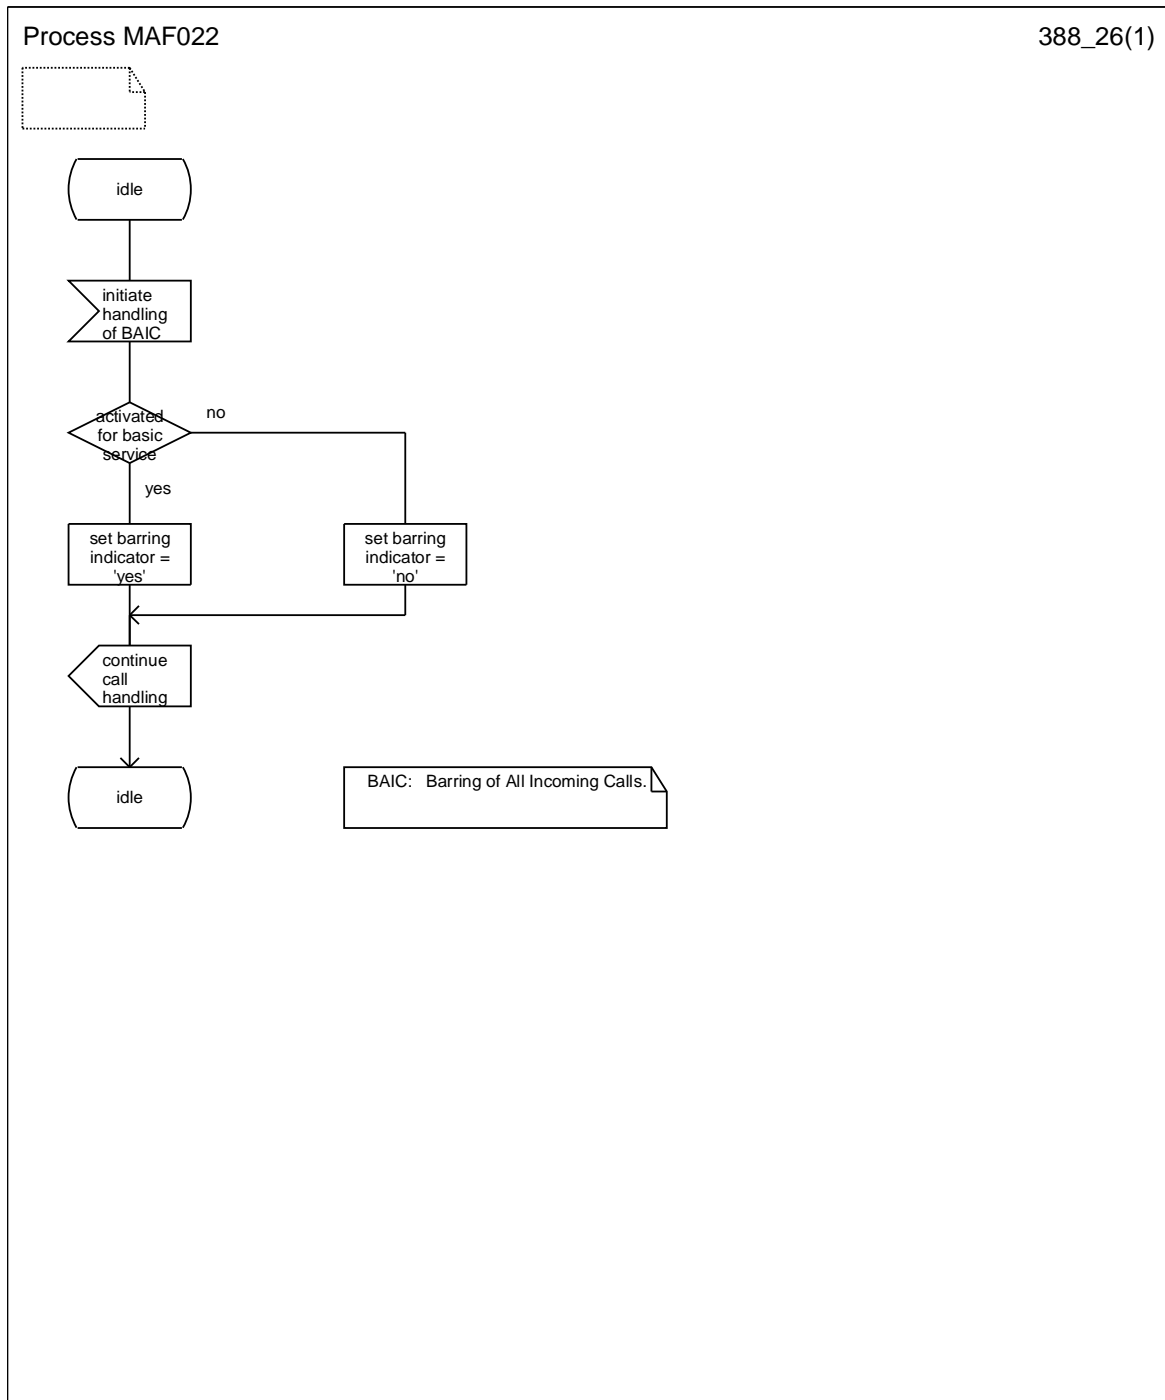 Process MAF022
388_26(1)
idle
initiate
handling
of BAIC
activated
for basic
service
no
yes
set barring
indicator =
'yes'
set barring
indicator =
'no'
continue
call
handling
idle
BAIC: Barring of All Incoming Calls.